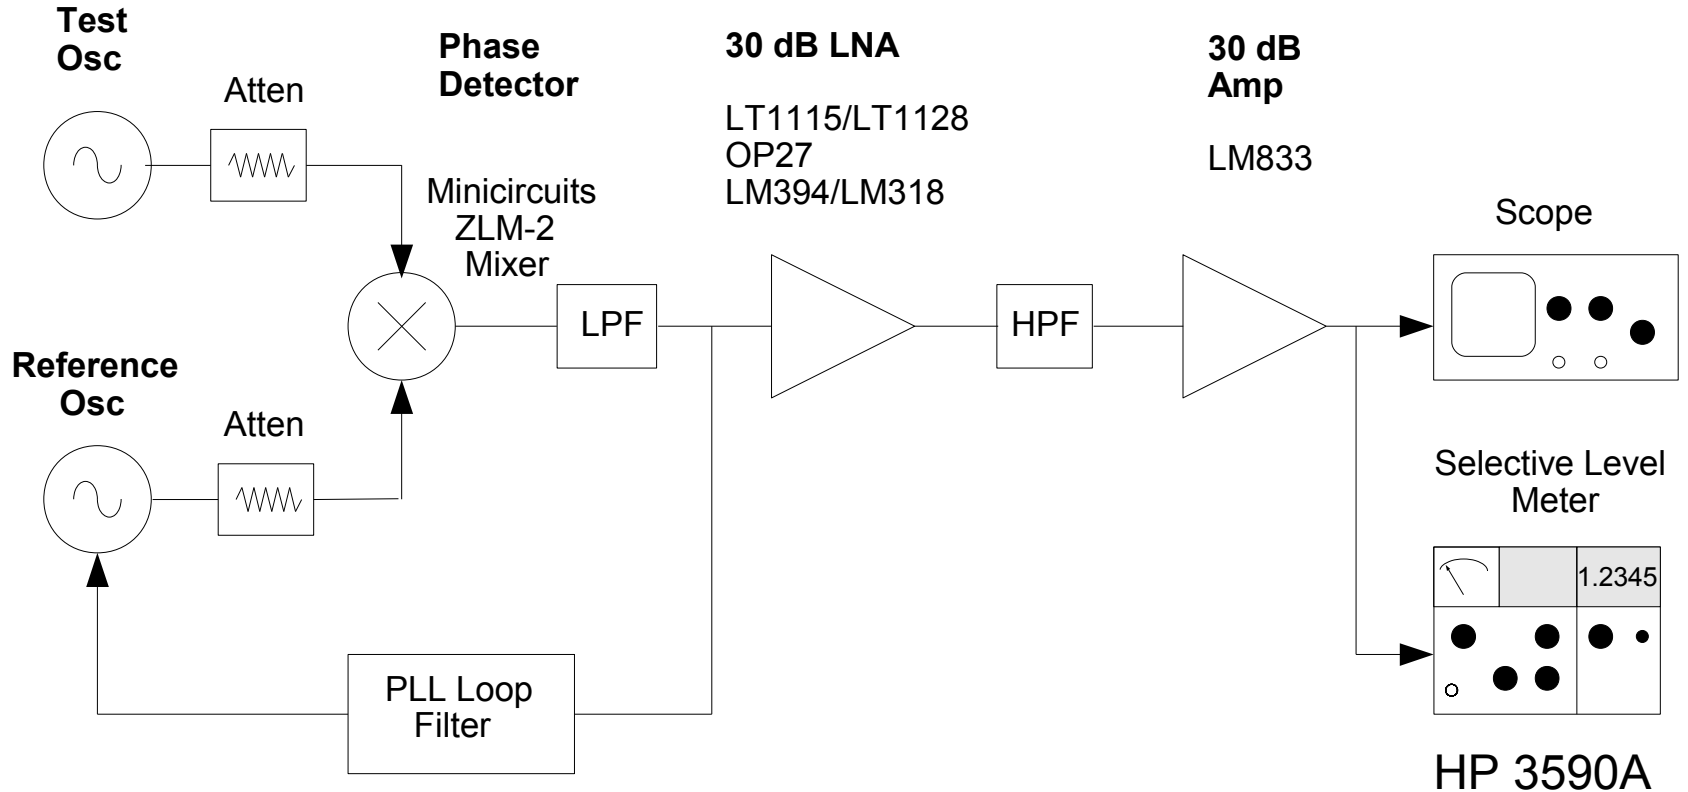 Test
Osc
Atten
Phase
Detector
30 dB LNA
LT1115/LT1128
OP27
LM394/LM318
30 dB
Amp
LM833
Minicircuits
ZLM-2
Mixer
Scope
LPF
HPF
Reference
Osc
Atten
Selective Level
Meter
1.2345
PLL Loop
Filter
HP 3590A